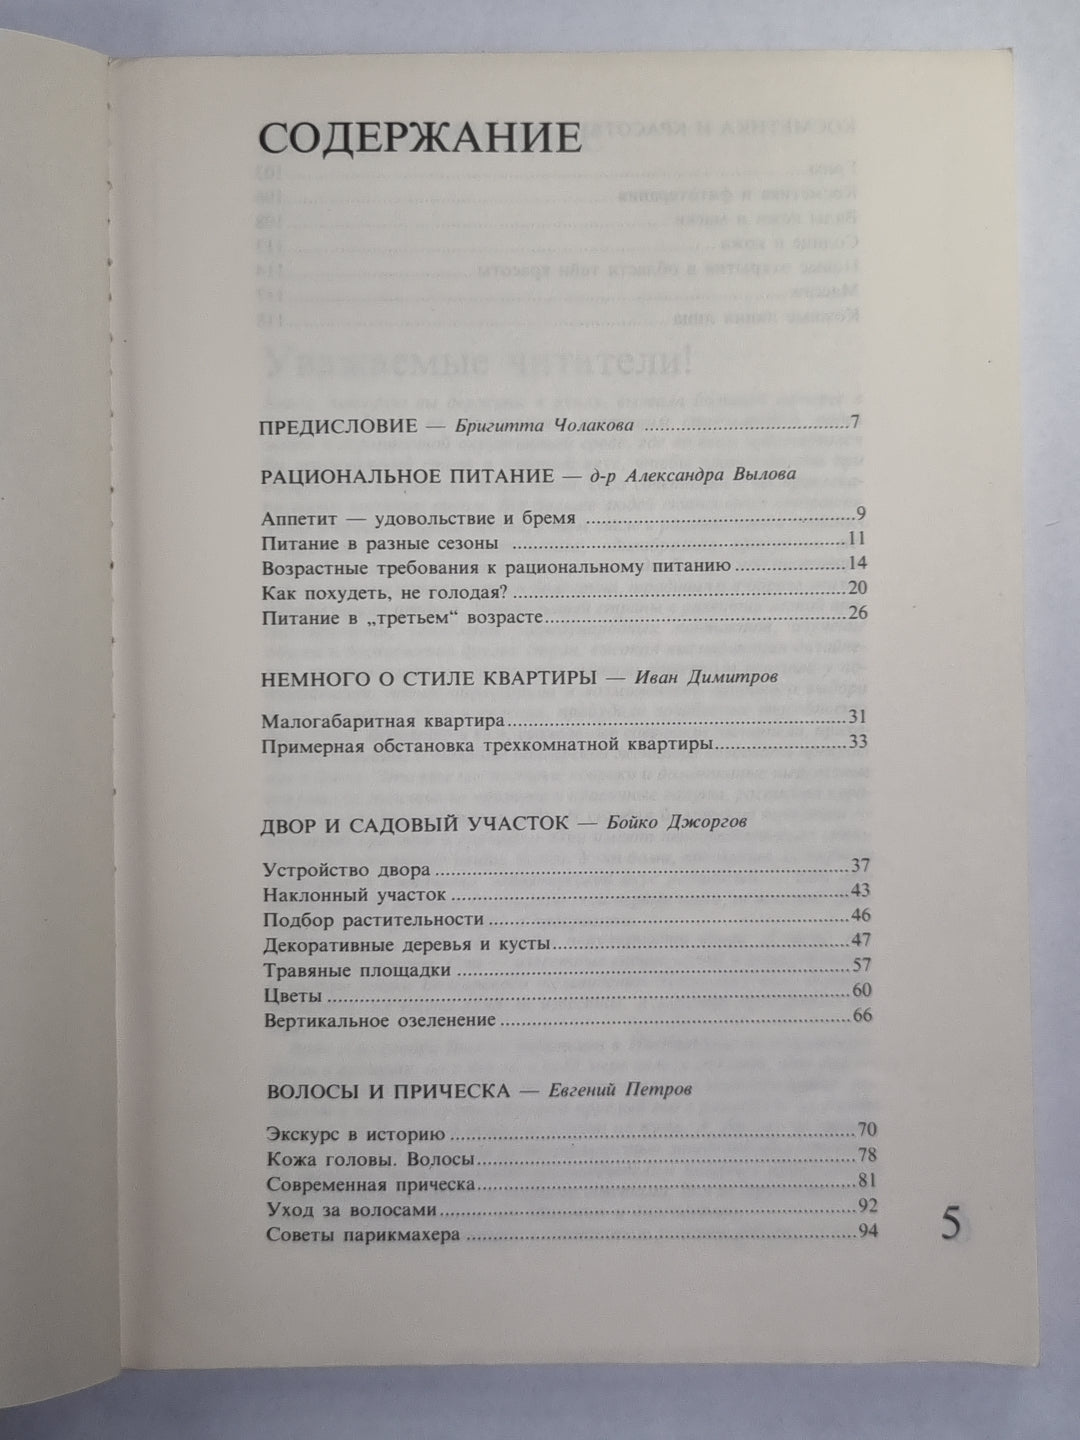 СОДЕРЖАНИЕ
Уважаемые читатели!
ПРЕДИСЛОВИЕ — Бригитта Чолакова ........ 7
РАЦИОНАЛЬНОЕ ПИТАНИЕ — д-р Александра Вылова
Аппетит — удовольствие и бремя ........ 9
Питание в разные сезоны ........ 11
Возрастные требования к рациональному питанию ........ 14
Как похудеть, не голодая? ........ 20
Питание в „третьем“ возрасте ........ 26
НЕМНОГО О СТИЛЕ КВАРТИРЫ — Иван Димитров
Малогабаритная квартира ........ 31
Примерная обстановка трехкомнатной квартиры ........ 33
ДВОР И САДОВЫЙ УЧАСТОК — Бойко Джоргов
Устройство двора ........ 37
Наклонный участок ........ 43
Подбор растительности ........ 46
Декоративные деревья и кусты ........ 47
Травяные площадки ........ 57
Цветы ........ 60
Вертикальное озеленение ........ 66
ВОЛОСЫ И ПРИЧЕСКА — Евгений Петров
Экскурс в историю ........ 70
Кожа головы. Волосы ........ 78
Современная прическа ........ 81
Уход за волосами ........ 92
Советы парикмахера ........ 94
5